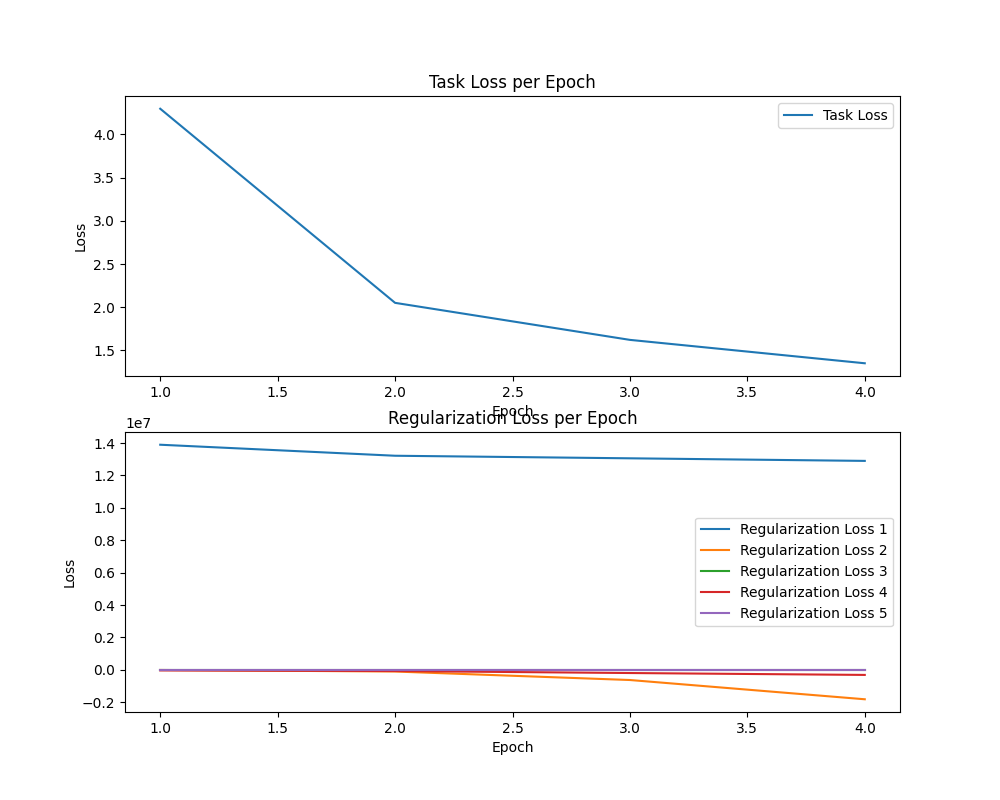 Task Loss per Epoch
Task Loss
Loss
4.0
3.5
3.0
2.5
2.0
1.5
1.0 1.5 2.0 2.5 3.0 3.5 4.0
Epoch
Regularization Loss per Epoch
1e7
Loss
1.4
1.2
1.0
0.8
0.6
0.4
0.2
0.0
−0.2
Regularization Loss 1
Regularization Loss 2
Regularization Loss 3
Regularization Loss 4
Regularization Loss 5
1.0 1.5 2.0 2.5 3.0 3.5 4.0
Epoch